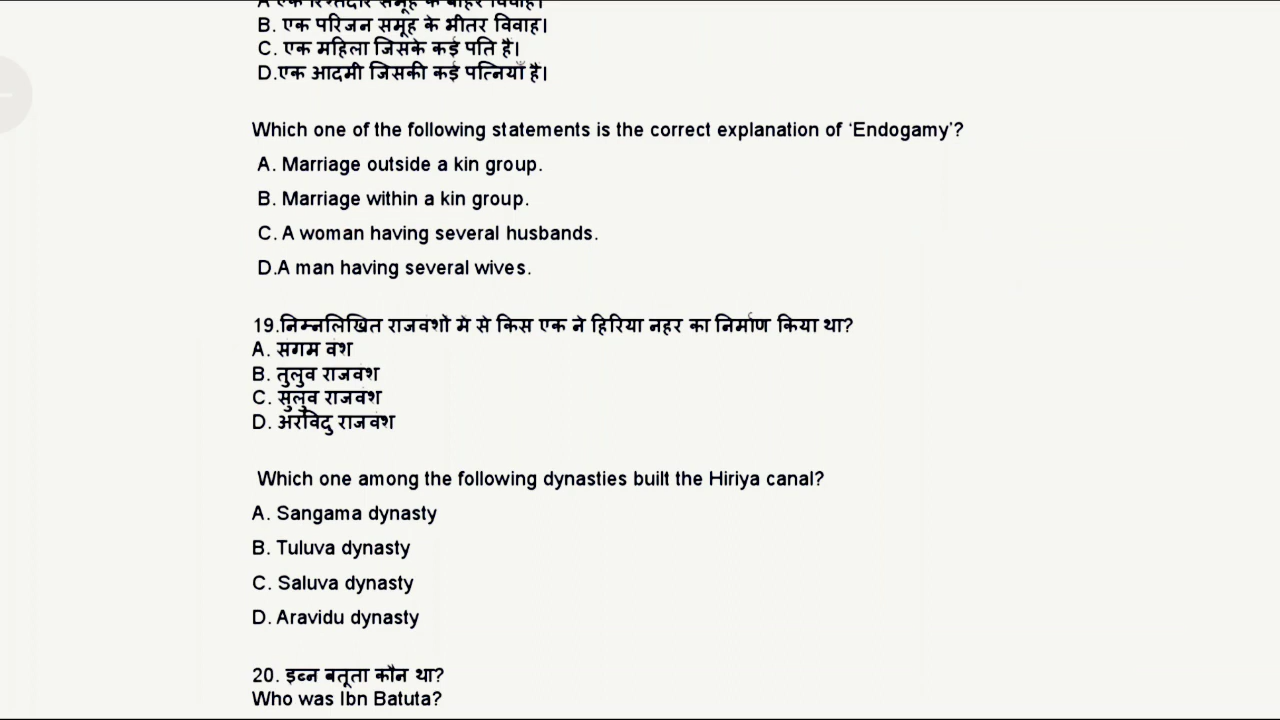 A एक रिश्तेदार समूह के बाहर विवाह।
B. एक परिजन समूह के भीतर विवाह।
C. एक महिला जिसके कई पति हैं।
D.एक आदमी जिसकी कई पत्नियाँ हैं।
Which one of the following statements is the correct explanation of ‘Endogamy’?
A. Marriage outside a kin group.
B. Marriage within a kin group.
C. A woman having several husbands.
D.A man having several wives.
19.निम्नलिखित राजवंशों में से किस एक ने हिरिया नहर का निर्माण किया था?
A. संगम वंश
B. तुलुव राजवंश
C. सुलुव राजवंश
D. अरविदु राजवंश
Which one among the following dynasties built the Hiriya canal?
A. Sangama dynasty
B. Tuluva dynasty
C. Saluva dynasty
D. Aravidu dynasty
20. इब्न बतूता कौन था?
Who was Ibn Batuta?